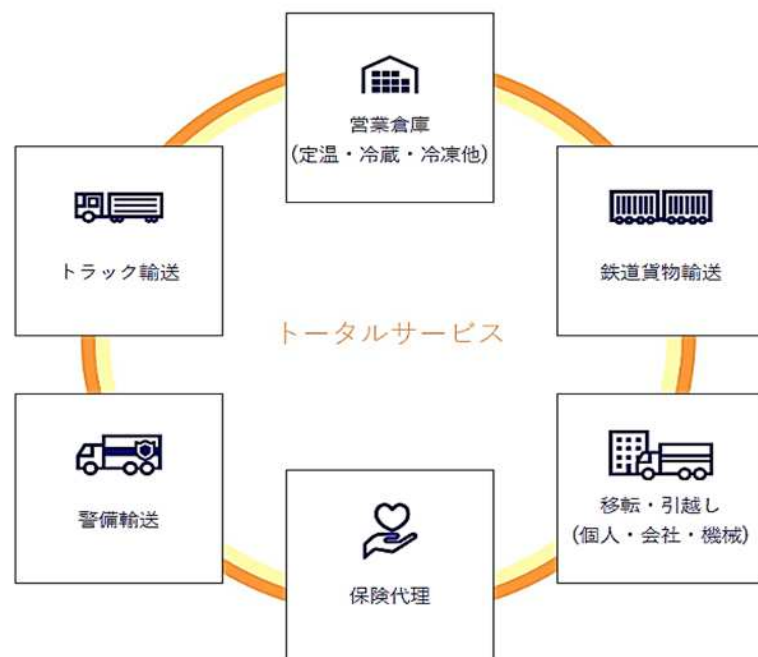 営業倉庫
(定温・冷蔵・冷凍他)
トラック輸送
鉄道貨物輸送
トータルサービス
警備輸送
移転・引越し
(個人・会社・機械)
保険代理